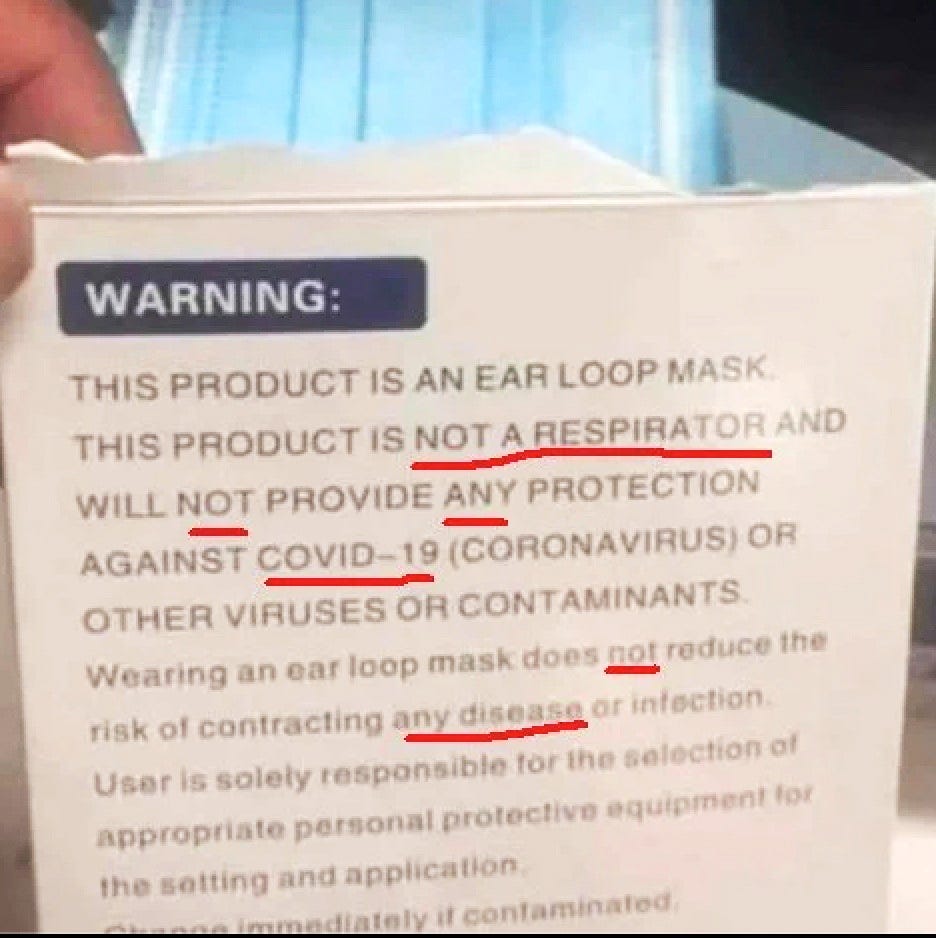 WARNING:
THIS PRODUCT IS AN EAR LOOP MASK.
THIS PRODUCT IS NOT A RESPIRATOR AND
WILL NOT PROVIDE ANY PROTECTION
AGAINST COVID-19 (CORONAVIRUS) OR
OTHER VIRUSES OR CONTAMINANTS.
Wearing an ear loop mask does not reduce the
risk of contracting any disease or infection.
User is solely responsible for the selection of
appropriate personal protective equipment for
the setting and application.
Change immediately if contaminated.